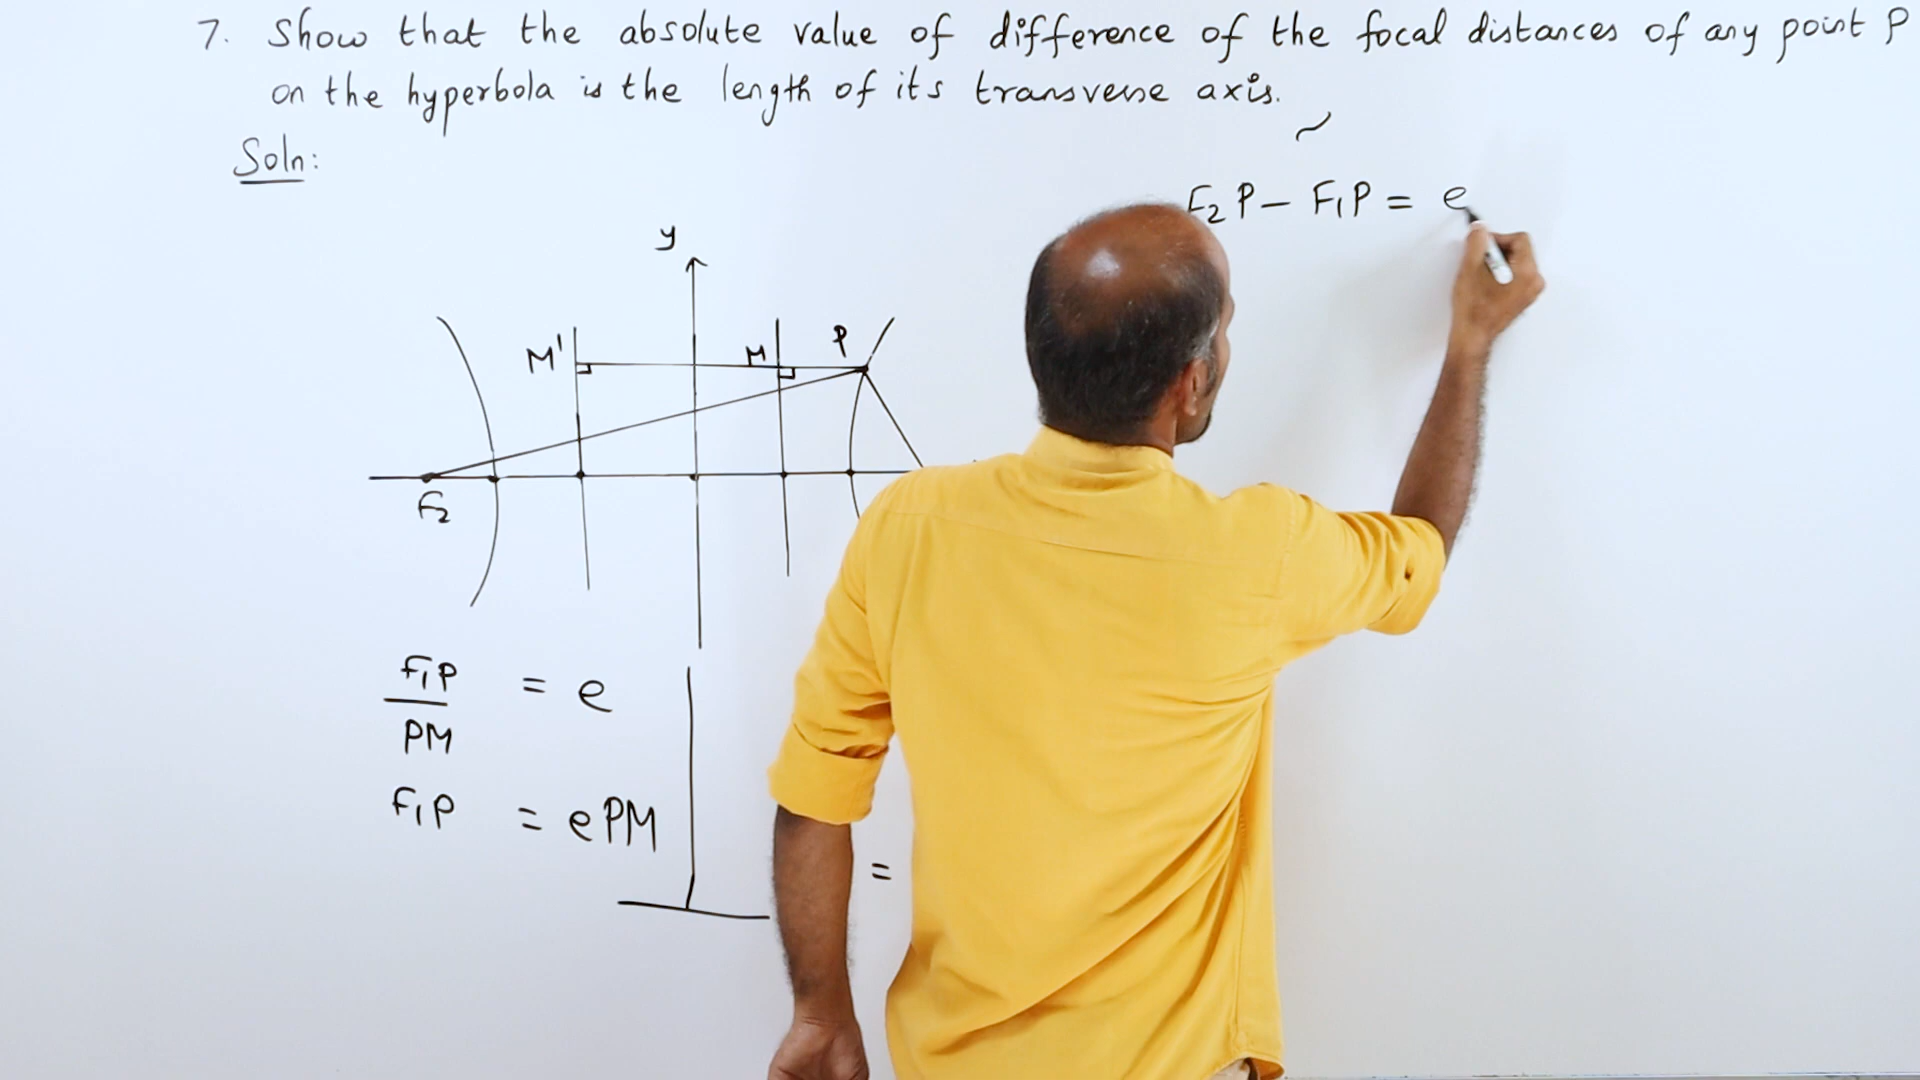 7. Show that the absolute value of difference of the focal distances of any point P
on the hyperbola is the length of its transverse axis.
Soln:
F₂P - F₁P = e
y
M' M P
F₂
F₁P/PM = e
F₁P = ePM
=